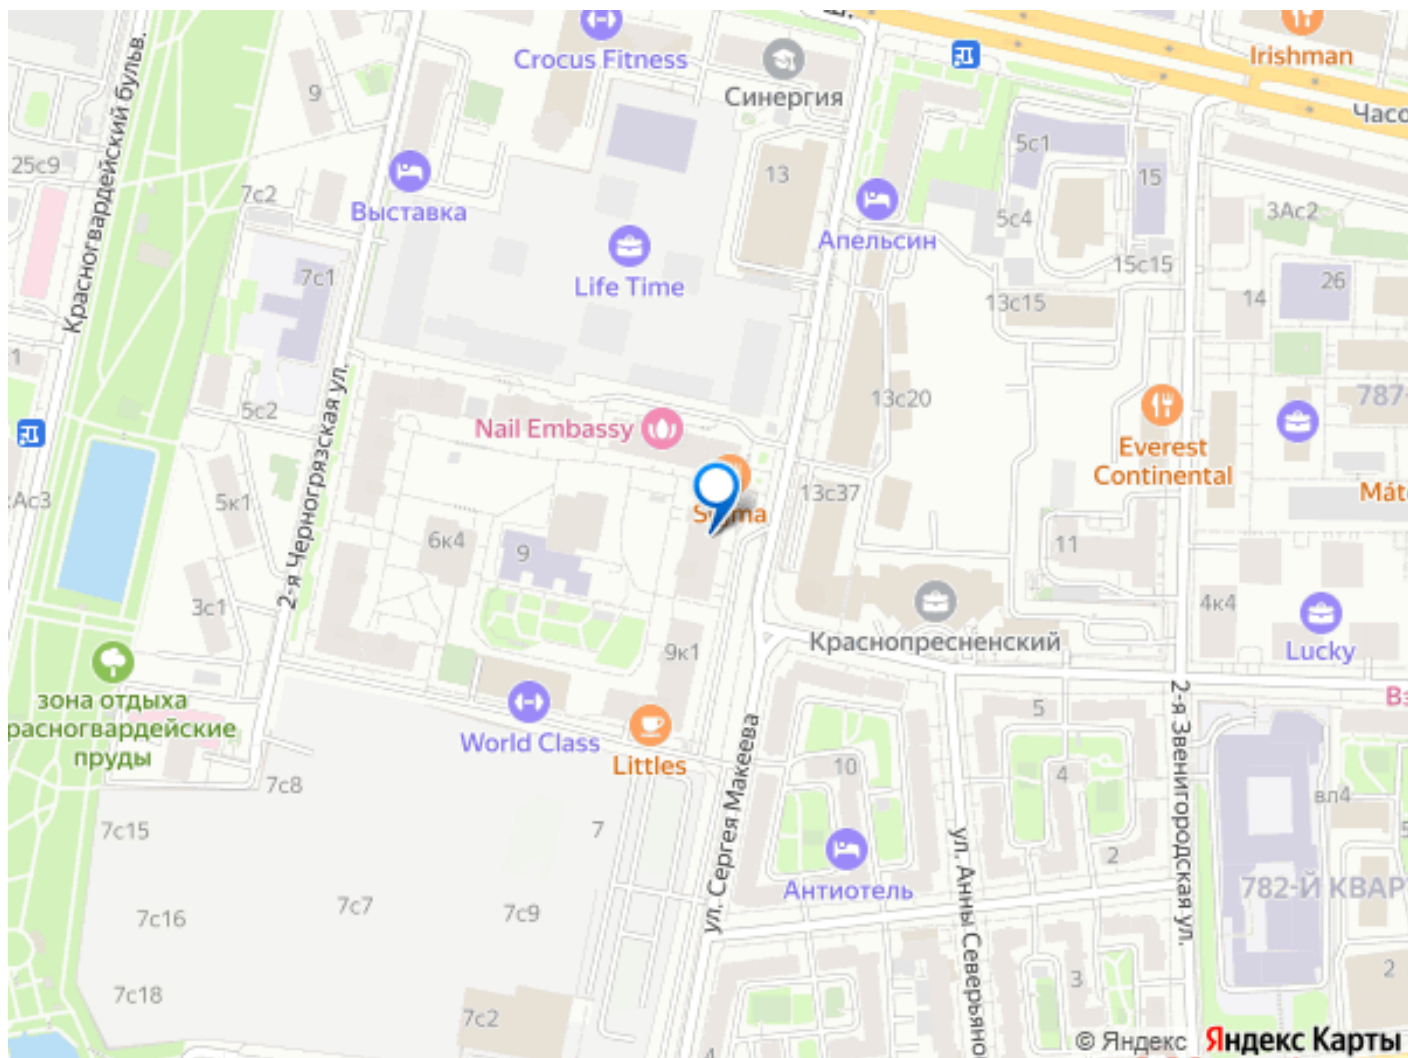 Crocus Fitness
Irishman
Синергия
Часо
Красногвардейский бульв.
9
25с9
7с2
Выставка
13
5с1
15
Апельсин
5с4
3Ас2
Life Time
7с1
15с15
26
13с15
14
1
5с2
13с20
787-
Nail Embassy
Everest
Continental
2-я Черногрязская ул.
5к1
13с37
Máte
6к4
9
11
3с1
4к4
9к1
Краснопресненский
Lucky
зона отдыха
расногвардейские
пруды
World Class
Littles
5
2-я Звенигородская ул.
ул. Сергея Макеева
7с8
10
4
вл4
7с15
7
2
ул. Анны Северьяно
Антиотель
782-Й КВАР
7с16
7с7
7с9
3
2
7с18
7с2
4
© Яндекс Яндекс Карты